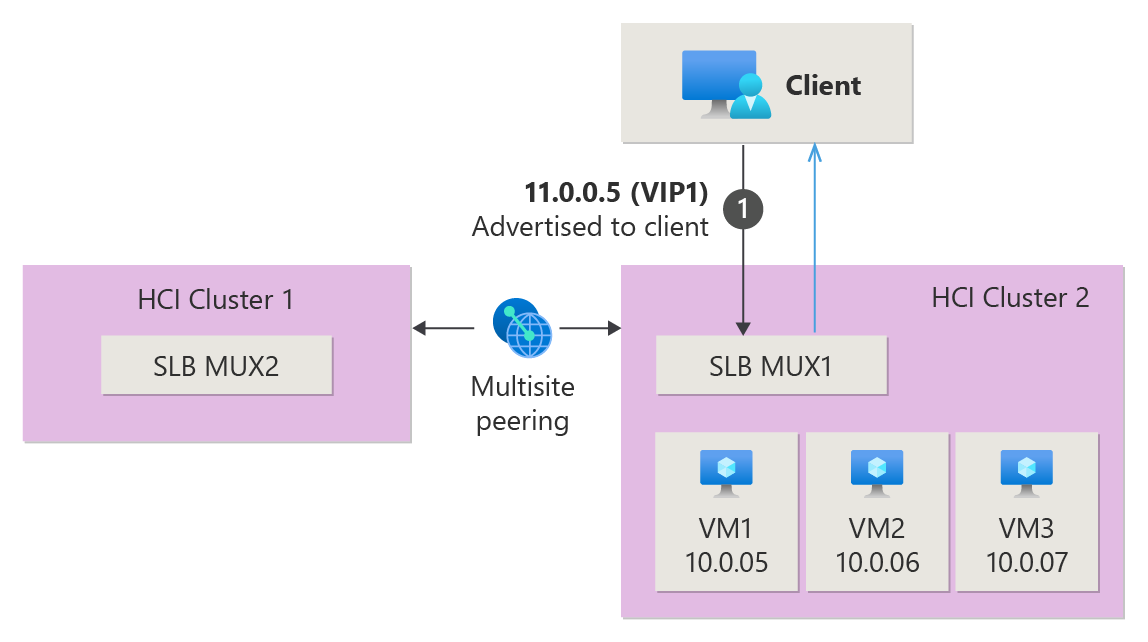 Client
11.0.0.5 (VIP1)
Advertised to client
1
HCI Cluster 1
SLB MUX2
Multisite
peering
HCI Cluster 2
SLB MUX1
VM1
10.0.05
VM2
10.0.06
VM3
10.0.07